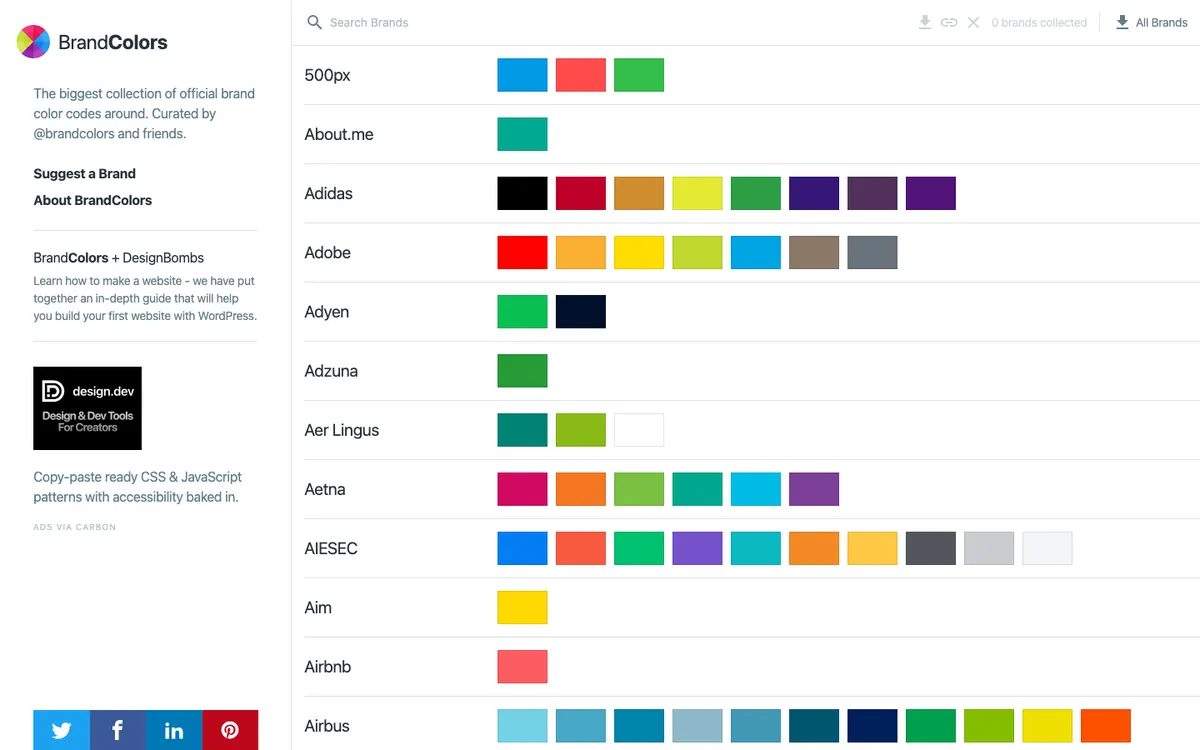 BrandColors
The biggest collection of official brand
color codes around. Curated by
@brandcolors and friends.
Suggest a Brand
About BrandColors
BrandColors + DesignBombs
Learn how to make a website - we have put
together an in-depth guide that will help
you build your first website with WordPress.
design.dev
Design & Dev Tools
For Creators
Copy-paste ready CSS & JavaScript
patterns with accessibility baked in.
ADS VIA CARBON
Search Brands
0 brands collected
All Brands
500px
About.me
Adidas
Adobe
Adyen
Adzuna
Aer Lingus
Aetna
AIESEC
Aim
Airbnb
Airbus